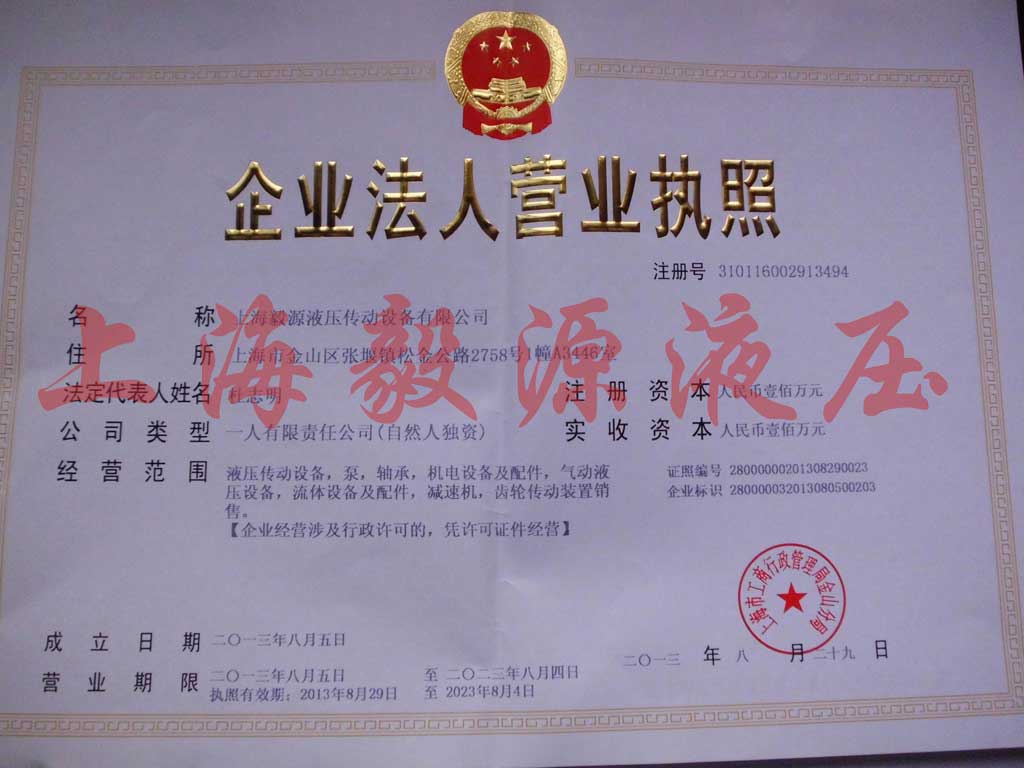 企业法人营业执照
注册号 310116002913494
名称 上海毅源液压传动设备有限公司
住所 上海市金山区张堰镇松金公路2758号1幢A3446室
法定代表人姓名 杜志明
注册资本 人民币壹佰万元
公司类型 一人有限责任公司(自然人独资)
实收资本 人民币壹佰万元
经营范围 液压传动设备，泵，轴承，机电设备及配件，气动液
压设备，流体设备及配件，减速机，齿轮传动装置销
售。
【企业经营涉及行政许可的，凭许可证件经营】
证照编号 28000000201308290023
企业标识 28000003201308050020​3
上海毅源液压
上海市工商行政管理局金山分局
成立日期 二〇一三年八月五日
二〇一三 年 八 月 二十九 日
营业期限 二〇一三年八月五日 至 二〇二三年八月四日
执照有效期：2013年8月29日 至 2023年8月4日